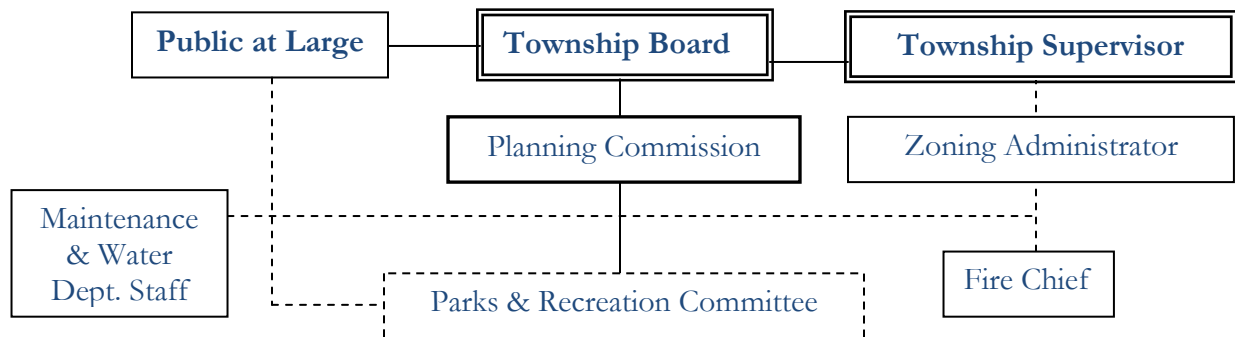 Public at Large
Township Board
Township Supervisor
Planning Commission
Zoning Administrator
Maintenance
& Water
Dept. Staff
Fire Chief
Parks & Recreation Committee